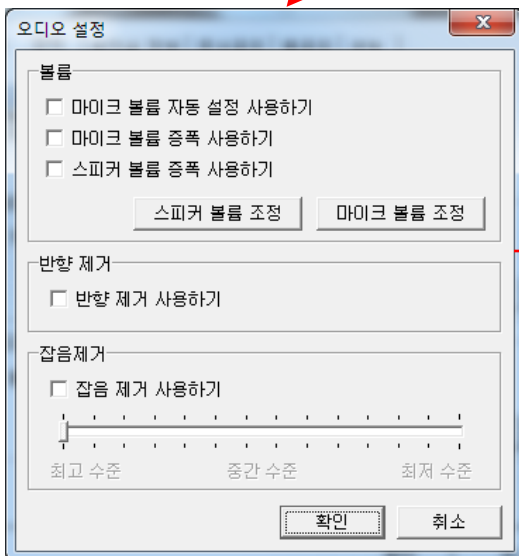 오디오 설정
볼륨
마이크 볼륨 자동 설정 사용하기
마이크 볼륨 증폭 사용하기
스피커 볼륨 증폭 사용하기
스피커 볼륨 조정 마이크 볼륨 조정
반향 제거
반향 제거 사용하기
잡음제거
잡음 제거 사용하기
최고 수준 중간 수준 최저 수준
확인 취소